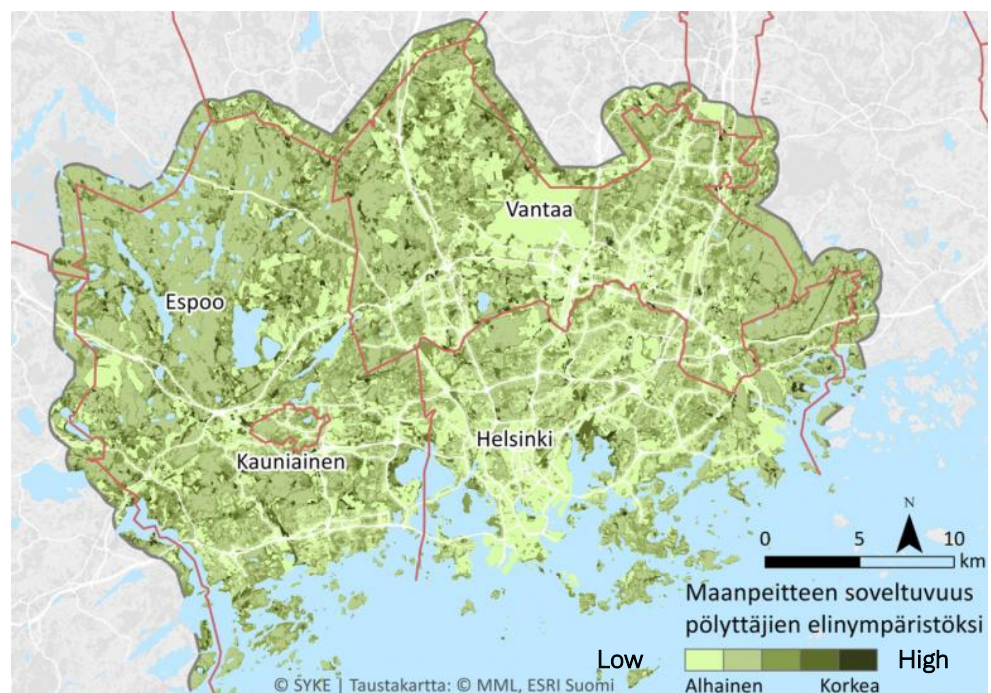 Vantaa
Espoo
Helsinki
Kauniainen
N
0 5 10
km
Maanpeitteen soveltuvuus
pölyttäjien elinympäristöksi
Low High
Alhainen Korkea
© SYKE | Taustakartta: © MML, ESRI Suomi